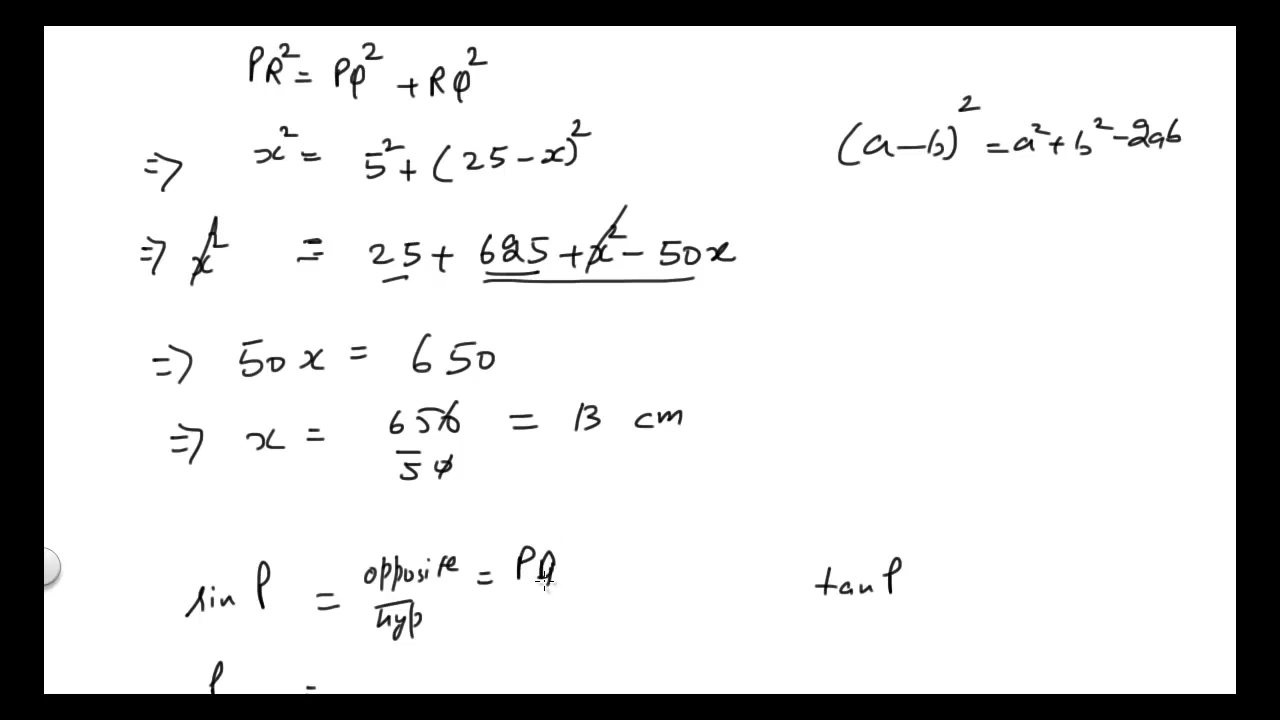 PR² = PQ² + RQ²
(a-b)² = a² + b² - 2ab
⇒ x² = 5² + (25 - x)²
⇒ x² = 25 + 625 + x² - 50x
⇒ 50x = 650
⇒ x = 650/50 = 13 cm
sin P = opposite/hyp = PQ
tan P
P =